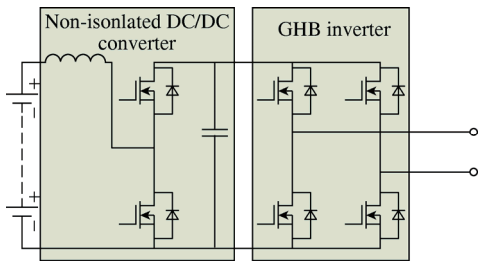 Non-isonlated DC/DC
converter
GHB inverter
+
+